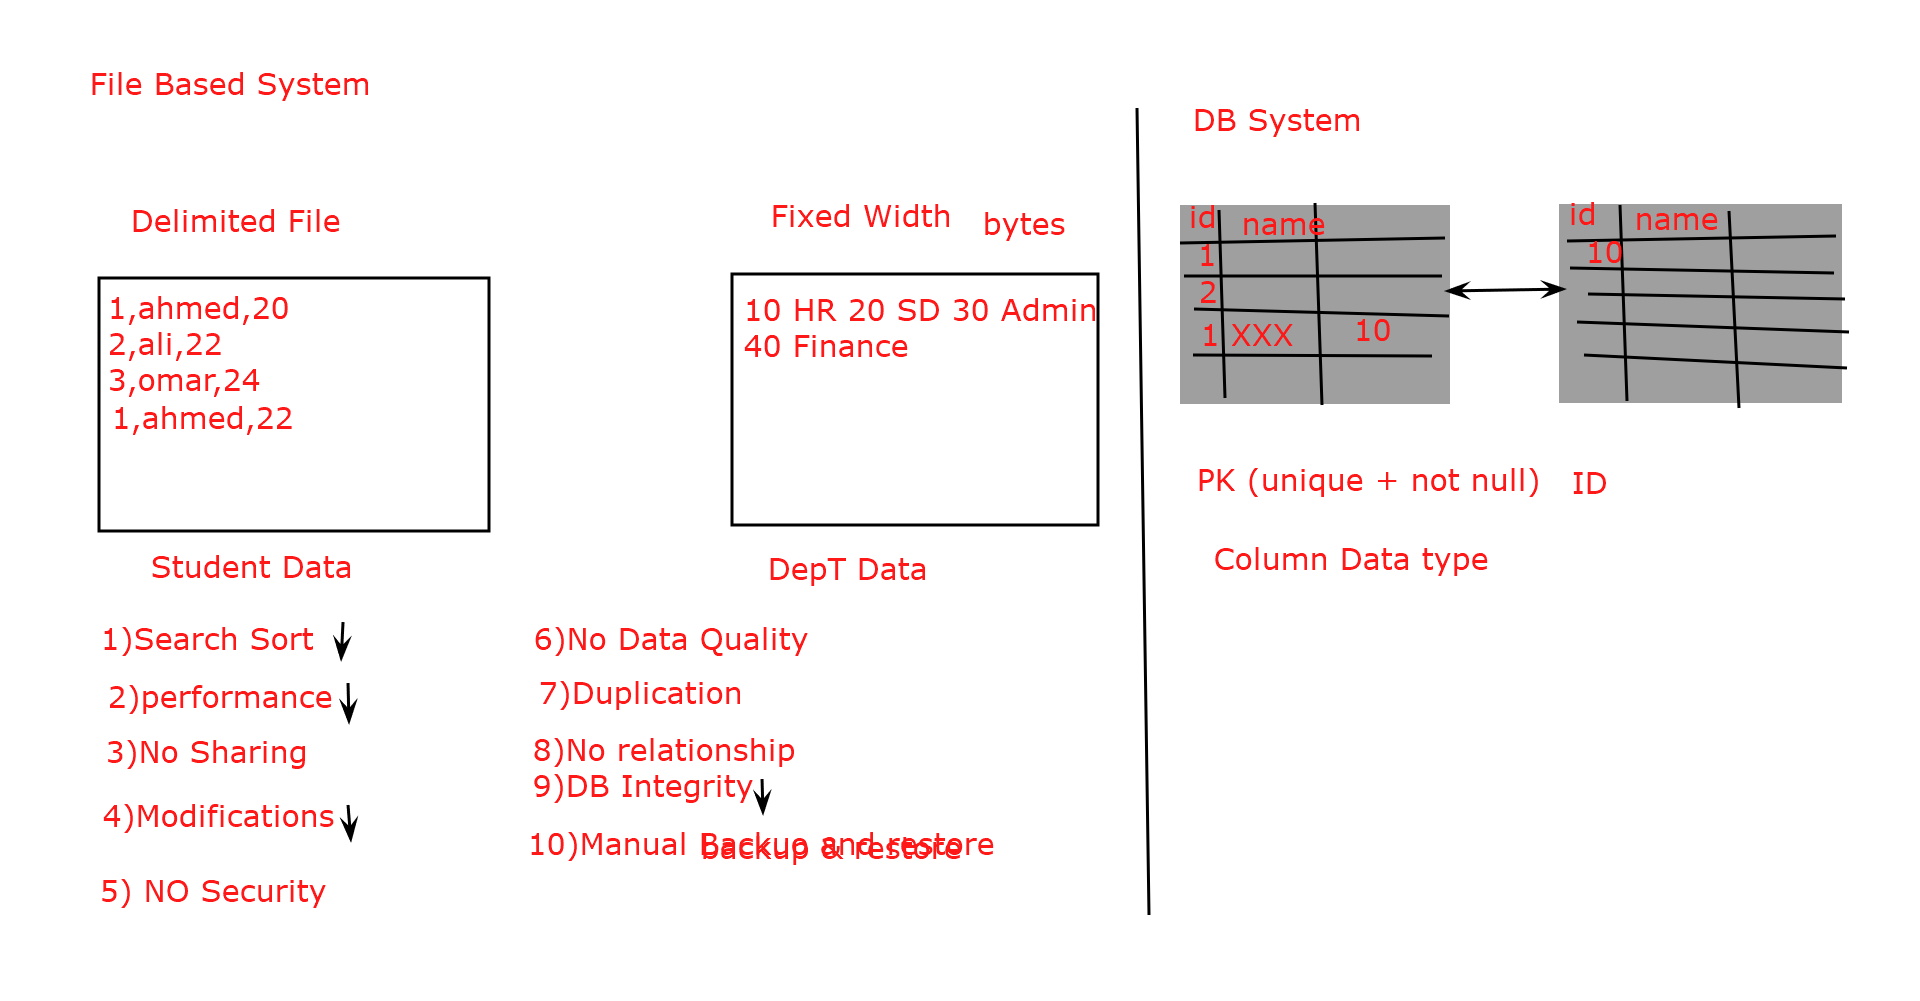 File Based System
Delimited File
1,ahmed,20
2,ali,22
3,omar,24
1,ahmed,22
Student Data
Fixed Width bytes
10 HR 20 SD 30 Admin
40 Finance
DepT Data
1)Search Sort
2)performance
3)No Sharing
4)Modifications
5) NO Security
6)No Data Quality
7)Duplication
8)No relationship
9)DB Integrity
10)Manual Backup and restore
backup & restore
DB System
id name
1
2
1 XXX 10
id name
10
PK (unique + not null) ID
Column Data type